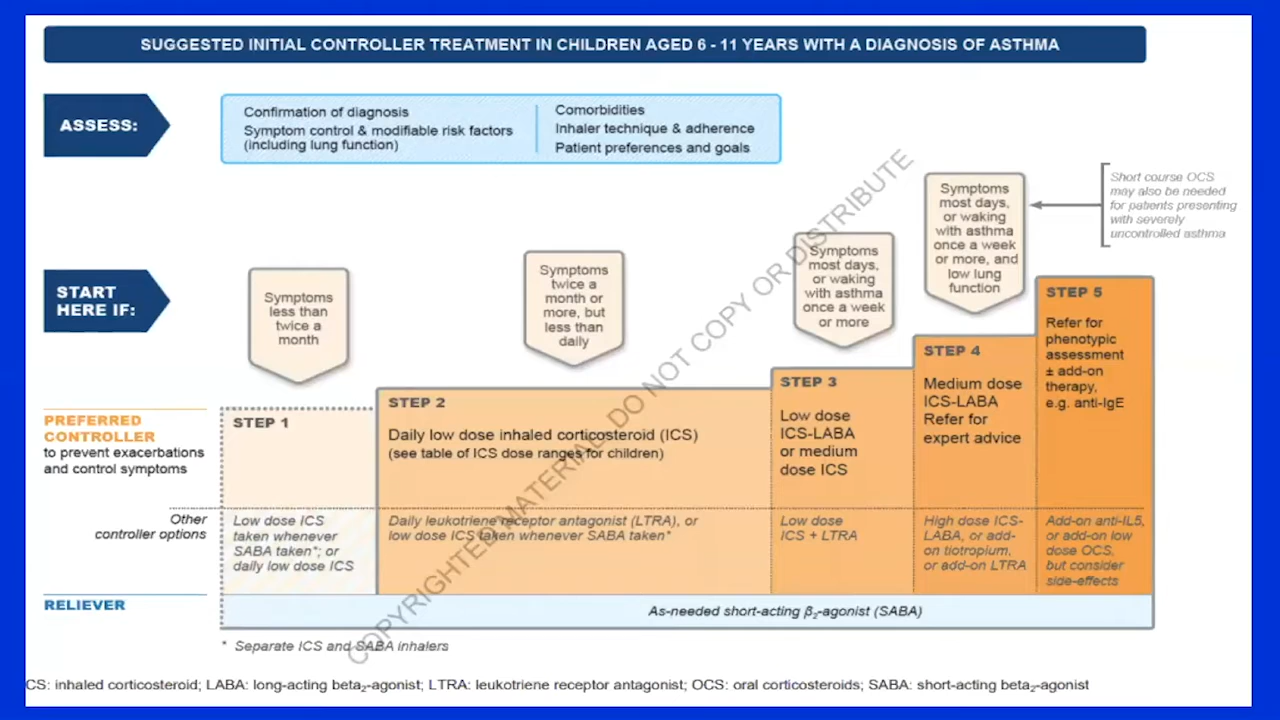 SUGGESTED INITIAL CONTROLLER TREATMENT IN CHILDREN AGED 6 - 11 YEARS WITH A DIAGNOSIS OF ASTHMA
ASSESS:
Confirmation of diagnosis
Symptom control & modifiable risk factors
(including lung function)
Comorbidities
Inhaler technique & adherence
Patient preferences and goals
Short course OCS
may also be needed
for patients presenting
with severely
uncontrolled asthma
START
HERE IF:
Symptoms
less than
twice a
month
Symptoms
twice a
month or
more, but
less than
daily
Symptoms
most days,
or waking
with asthma
once a week
or more
Symptoms
most days,
or waking
with asthma
once a week
or more, and
low lung
function
PREFERRED
CONTROLLER
to prevent exacerbations
and control symptoms
STEP 1
STEP 2
Daily low dose inhaled corticosteroid (ICS)
(see table of ICS dose ranges for children)
STEP 3
Low dose
ICS-LABA
or medium
dose ICS
STEP 4
Medium dose
ICS-LABA
Refer for
expert advice
STEP 5
Refer for
phenotypic
assessment
± add-on
therapy,
e.g. anti-IgE
Other
controller options
Low dose ICS
taken whenever
SABA taken*; or
daily low dose ICS
Daily leukotriene receptor antagonist (LTRA), or
low dose ICS taken whenever SABA taken*
Low dose
ICS + LTRA
High dose ICS-
LABA, or add-
on tiotropium,
or add-on LTRA
Add-on anti-IL5,
or add-on low
dose OCS,
but consider
side-effects
RELIEVER
As-needed short-acting β₂-agonist (SABA)
* Separate ICS and SABA inhalers
CS: inhaled corticosteroid; LABA: long-acting beta₂-agonist; LTRA: leukotriene receptor antagonist; OCS: oral corticosteroids; SABA: short-acting beta₂-agonist
COPYRIGHTED MATERIAL. DO NOT COPY OR DISTRIBUTE